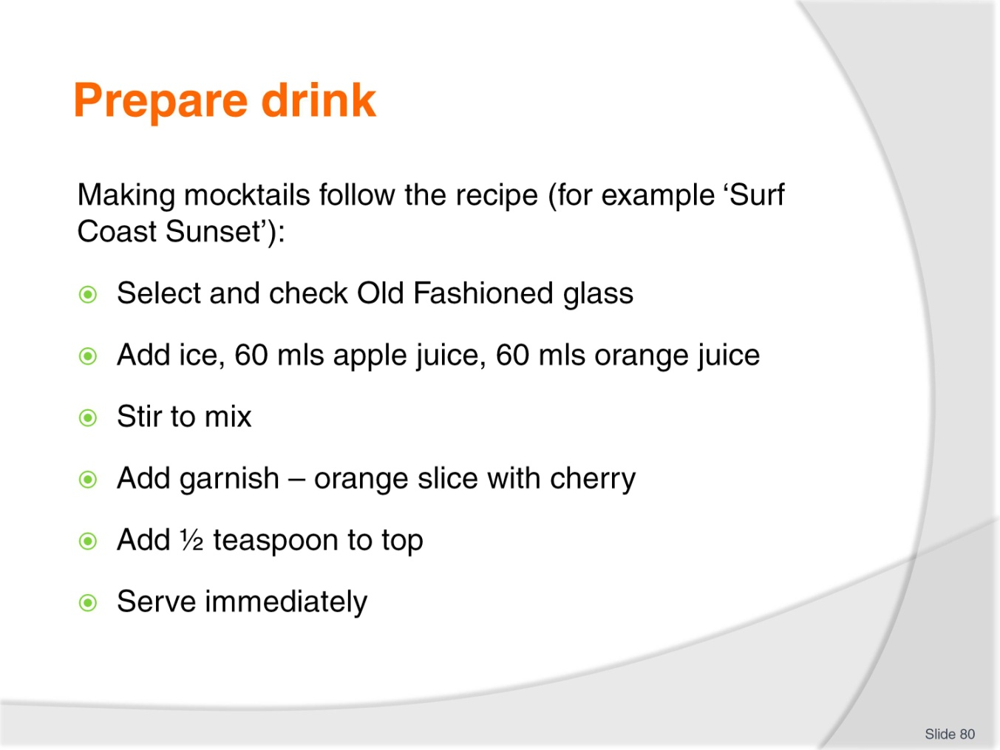 Prepare drink
Making mocktails follow the recipe (for example ‘Surf
Coast Sunset’):
Select and check Old Fashioned glass
Add ice, 60 mls apple juice, 60 mls orange juice
Stir to mix
Add garnish – orange slice with cherry
Add ½ teaspoon to top
Serve immediately
Slide 80